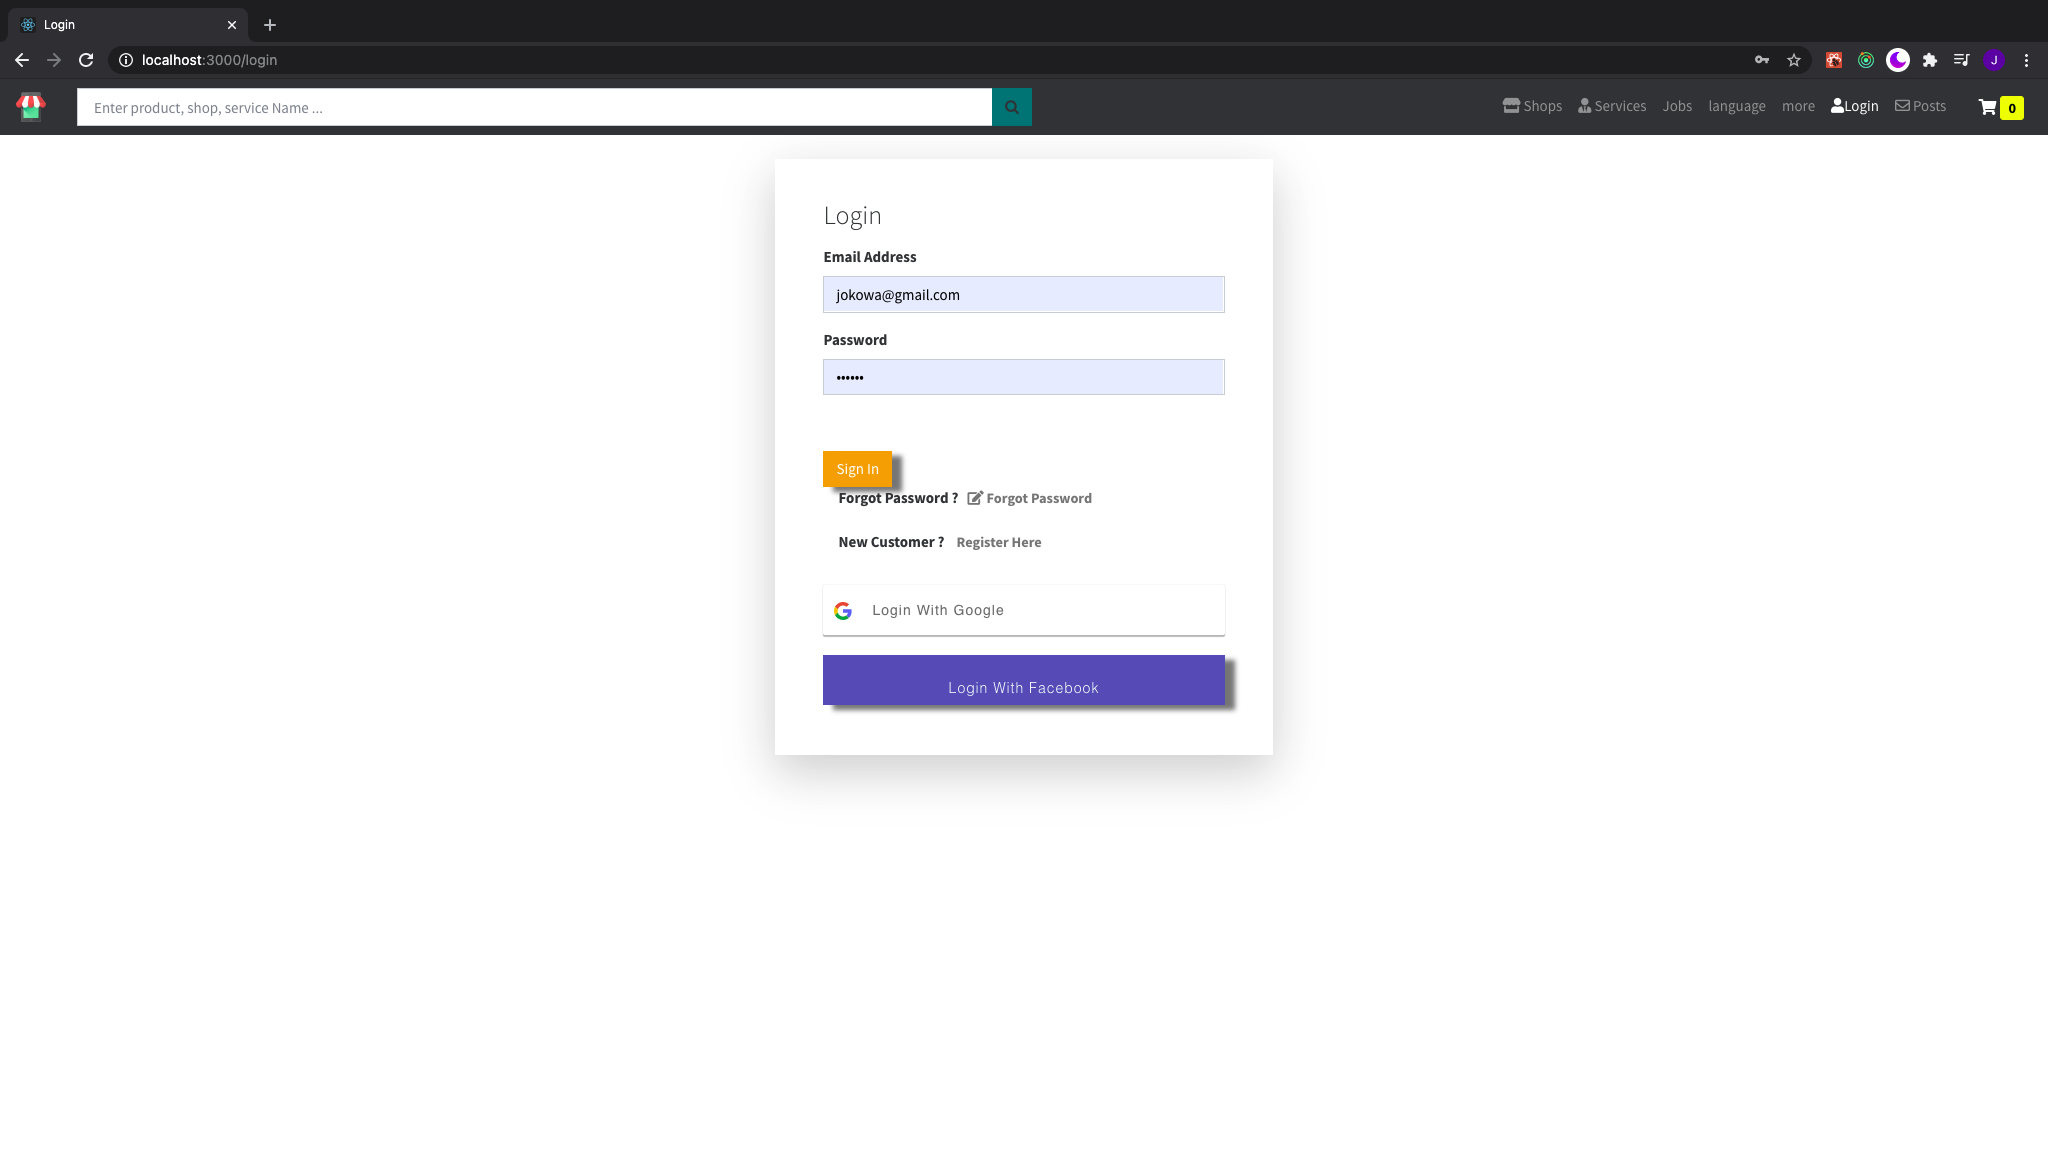 Login
localhost:3000/login
J
Enter product, shop, service Name ...
Shops Services Jobs language more Login Posts 0
Login
Email Address
jokowa@gmail.com
Password
••••••
Sign In
Forgot Password ? Forgot Password
New Customer ? Register Here
Login With Google
Login With Facebook